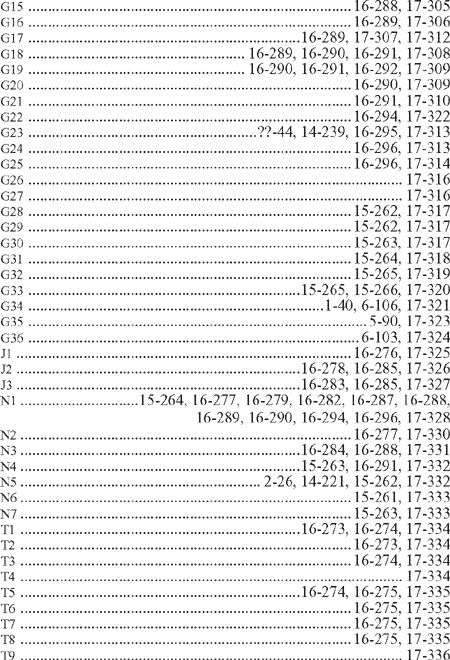 G15 ........ 16-288, 17-305
G16 ........ 16-289, 17-306
G17 ........ 16-289, 17-307, 17-312
G18 ........ 16-289, 16-290, 16-291, 17-308
G19 ........ 16-290, 16-291, 16-292, 17-309
G20 ........ 16-290, 17-309
G21 ........ 16-291, 17-310
G22 ........ 16-294, 17-322
G23 ........ ??-44, 14-239, 16-295, 17-313
G24 ........ 16-296, 17-313
G25 ........ 16-296, 17-314
G26 ........ 17-316
G27 ........ 17-316
G28 ........ 15-262, 17-317
G29 ........ 15-262, 17-317
G30 ........ 15-263, 17-317
G31 ........ 15-264, 17-318
G32 ........ 15-265, 17-319
G33 ........ 15-265, 15-266, 17-320
G34 ........ 1-40, 6-106, 17-321
G35 ........ 5-90, 17-323
G36 ........ 6-103, 17-324
J1 ........ 16-276, 17-325
J2 ........ 16-278, 16-285, 17-326
J3 ........ 16-283, 16-285, 17-327
N1 ........ 15-264, 16-277, 16-279, 16-282, 16-287, 16-288,
16-289, 16-290, 16-294, 16-296, 17-328
N2 ........ 16-277, 17-330
N3 ........ 16-284, 16-288, 17-331
N4 ........ 15-263, 16-291, 17-332
N5 ........ 2-26, 14-221, 15-262, 17-332
N6 ........ 15-261, 17-333
N7 ........ 15-263, 17-333
T1 ........ 16-273, 16-274, 17-334
T2 ........ 16-273, 17-334
T3 ........ 16-274, 17-334
T4 ........ 17-334
T5 ........ 16-274, 16-275, 17-335
T6 ........ 16-275, 17-335
T7 ........ 16-275, 17-335
T8 ........ 16-275, 17-335
T9 ........ 17-336